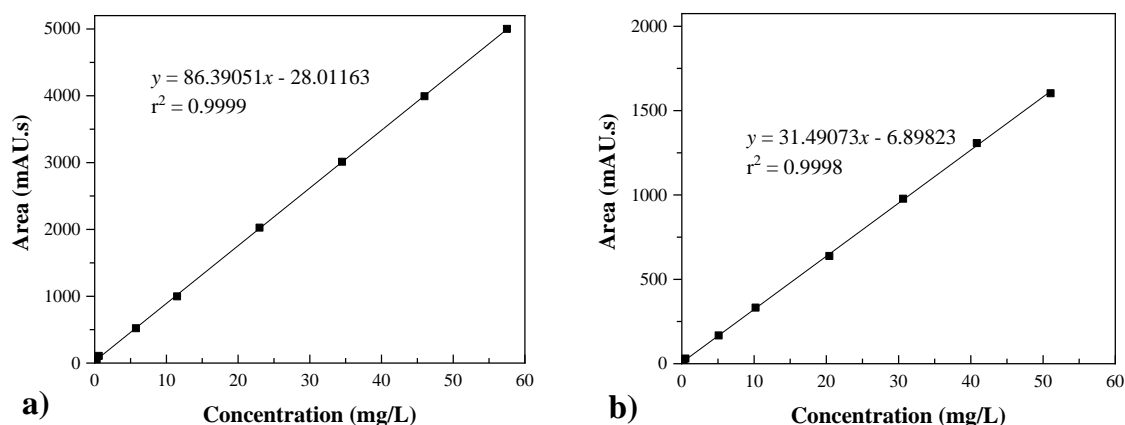 5000
4000
3000
2000
1000
0
Area (mAU.s)
y = 86.39051x - 28.01163
r² = 0.9999
0 10 20 30 40 50 60
Concentration (mg/L)
a)
2000
1500
1000
500
0
Area (mAU.s)
y = 31.49073x - 6.89823
r² = 0.9998
0 10 20 30 40 50 60
Concentration (mg/L)
b)